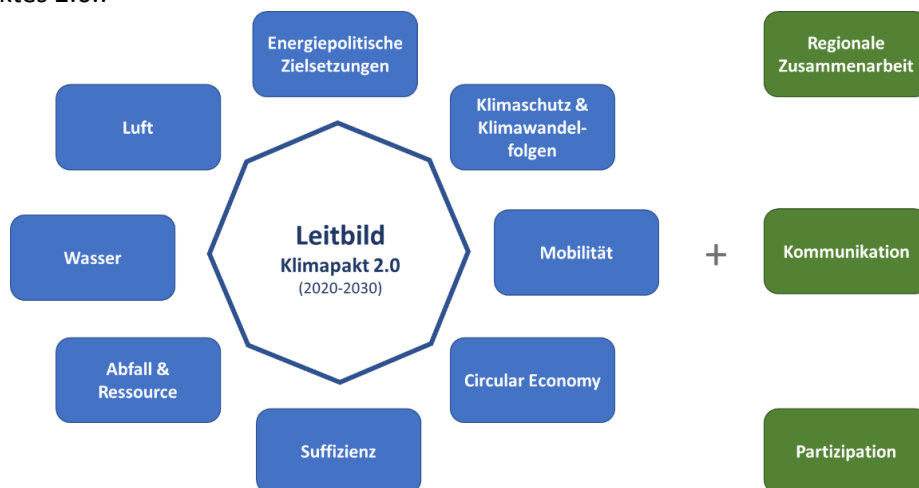 Energiepolitische
Zielsetzungen
Regionale
Zusammenarbeit
Luft
Klimaschutz &
Klimawandel-
folgen
Leitbild
Klimapakt 2.0
(2020-2030)
Wasser
Mobilität
+
Kommunikation
Abfall &
Ressource
Circular Economy
Suffizienz
Partizipation